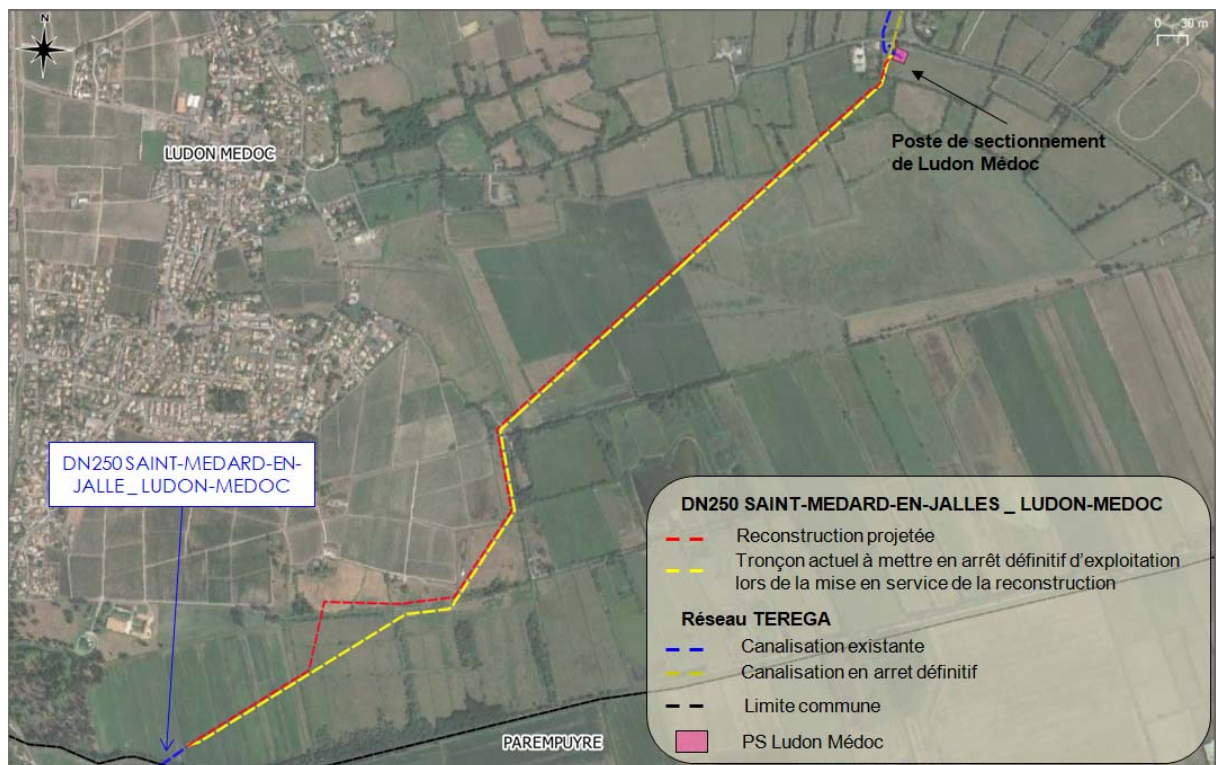 N
0 30 m
LUDON MEDOC
Poste de sectionnement
de Ludon Médoc
DN250 SAINT-MEDARD-EN-
JALLE _ LUDON-MEDOC
DN250 SAINT-MEDARD-EN-JALLES _ LUDON-MEDOC
Reconstruction projetée
Tronçon actuel à mettre en arrêt définitif d'exploitation
lors de la mise en service de la reconstruction
Réseau TEREGA
Canalisation existante
Canalisation en arret définitif
Limite commune
PS Ludon Médoc
PAREMPUYRE